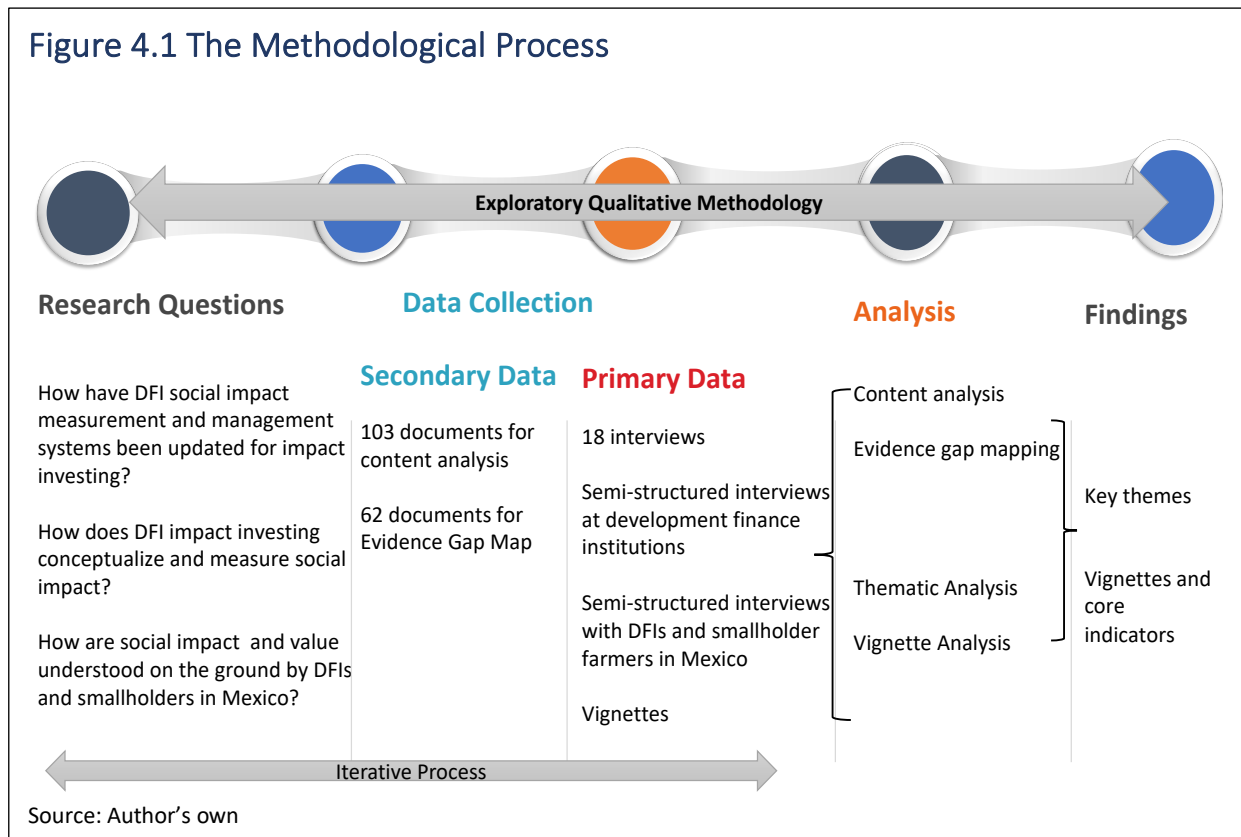 Figure 4.1 The Methodological Process
Exploratory Qualitative Methodology
Research Questions
How have DFI social impact
measurement and management
systems been updated for impact
investing?
How does DFI impact investing
conceptualize and measure social
impact?
How are social impact  and value
understood on the ground by DFIs
and smallholders in Mexico?
Data Collection
Secondary Data
103 documents for
content analysis
62 documents for
Evidence Gap Map
Primary Data
18 interviews
Semi-structured interviews
at development finance
institutions
Semi-structured interviews
with DFIs and smallholder
farmers in Mexico
Vignettes
Analysis
Content analysis
Evidence gap mapping
Thematic Analysis
Vignette Analysis
Findings
Key themes
Vignettes and
core
indicators
Iterative Process
Source: Author's own